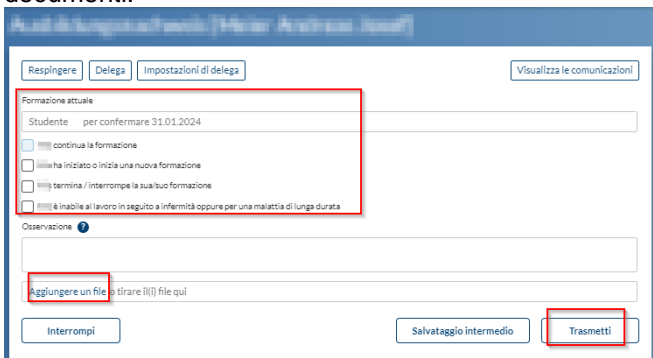 documenti.
Respingere Delega Impostazioni di delega Visualizza le comunicazioni
Formazione attuale
Studente per confermare 31.01.2024
continua la formazione
ha iniziato o inizia una nuova formazione
termina / interrompe la sua/suo formazione
è inabile al lavoro in seguito a infermità oppure per una malattia di lunga durata
Osservazione ?
Aggiungere un file o tirare il(i) file qui
Interrompi Salvataggio intermedio Trasmetti